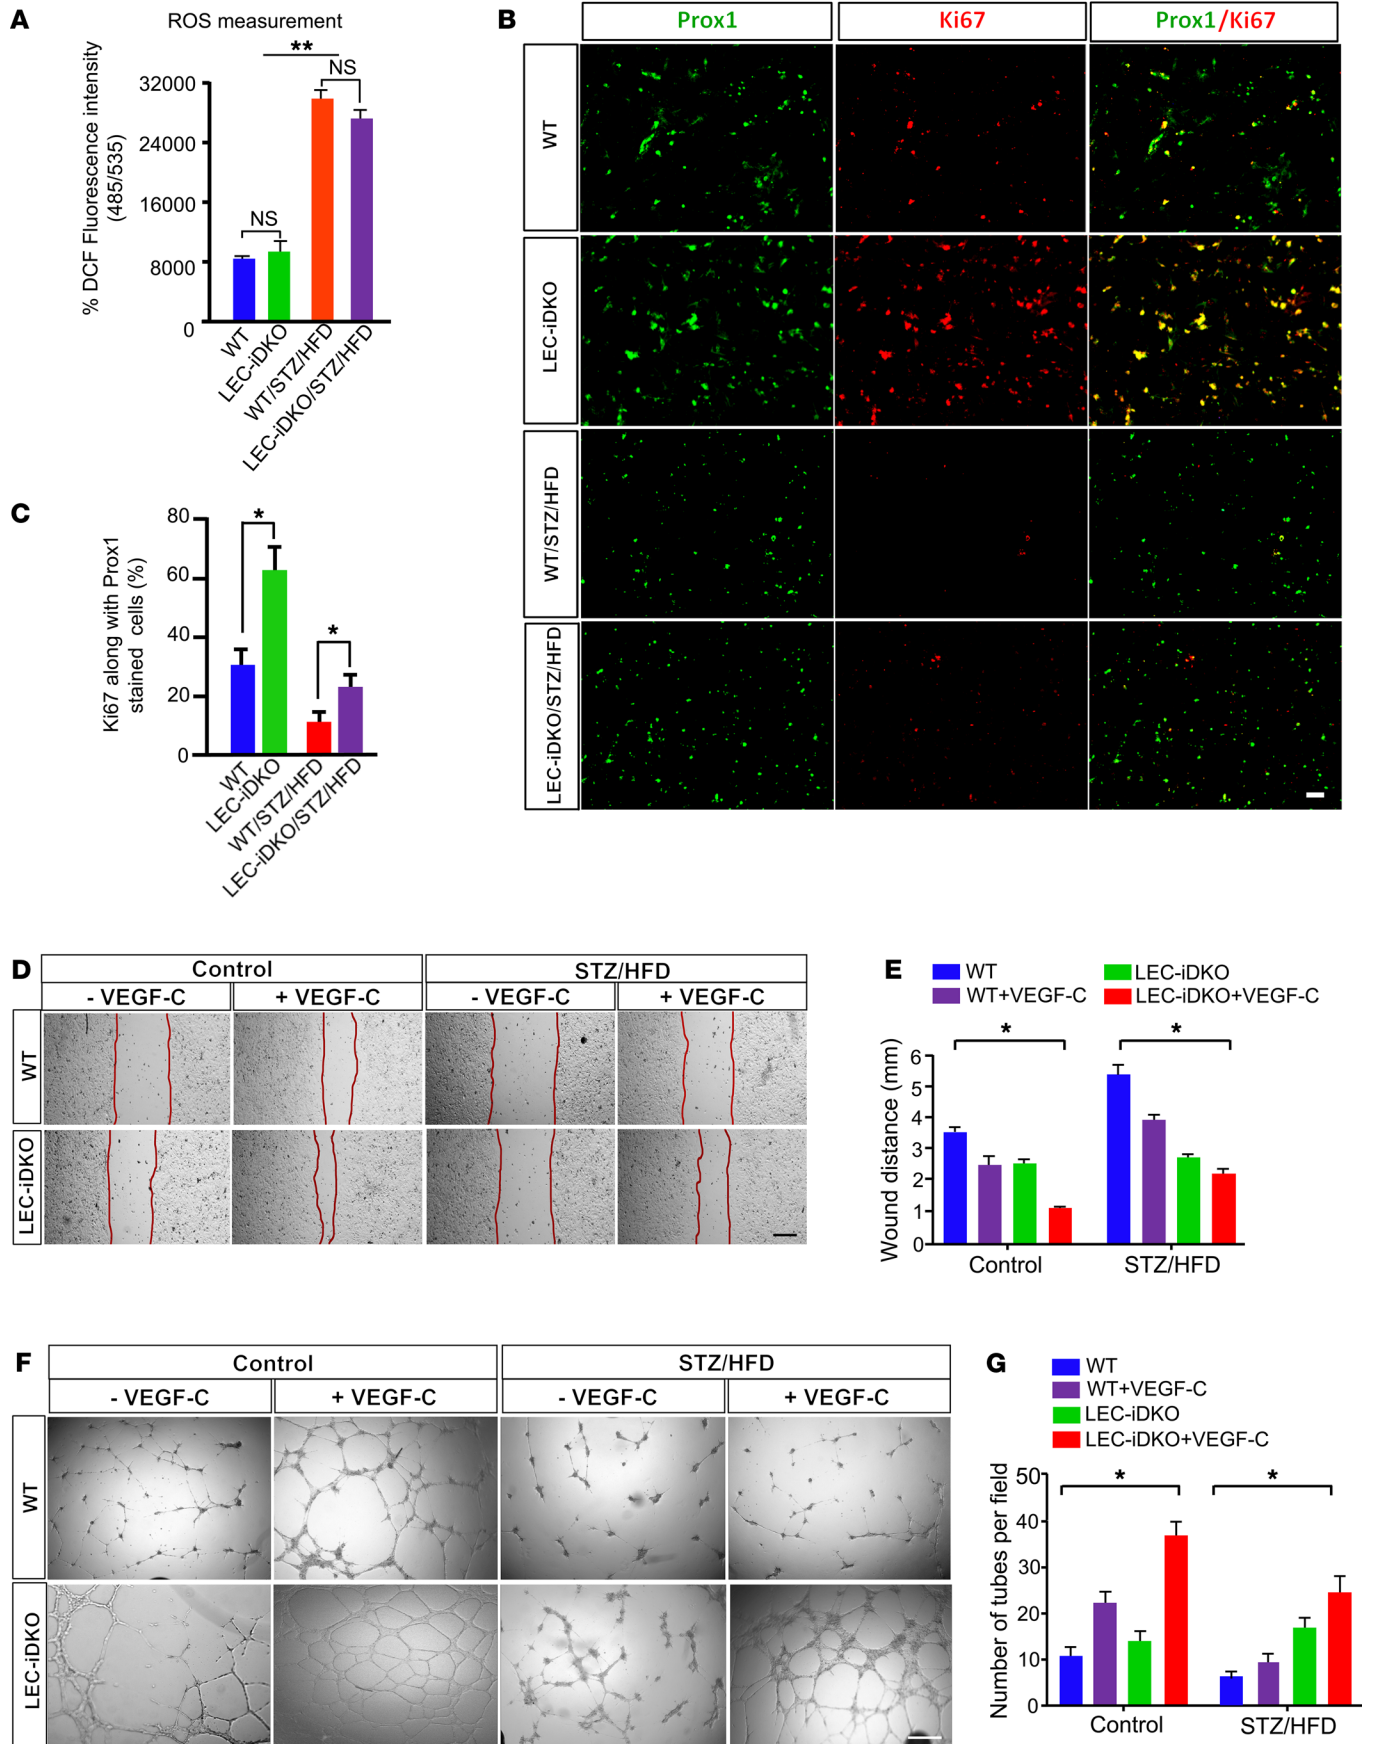 A
ROS measurement
% DCF Fluorescence intensity
(485/535)
**
NS
NS
32000
24000
16000
8000
0
WT
LEC-iDKO
WT/STZ/HFD
LEC-iDKO/STZ/HFD
B
Prox1
Ki67
Prox1/Ki67
WT
LEC-iDKO
WT/STZ/HFD
LEC-iDKO/STZ/HFD
C
Ki67 along with Prox1
stained cells (%)
*
*
80
60
40
20
0
WT
LEC-iDKO
WT/STZ/HFD
LEC-iDKO/STZ/HFD
D
Control
STZ/HFD
- VEGF-C
+ VEGF-C
- VEGF-C
+ VEGF-C
WT
LEC-iDKO
E
WT
LEC-iDKO
WT+VEGF-C
LEC-iDKO+VEGF-C
*
*
Wound distance (mm)
6
5
4
3
2
1
0
Control
STZ/HFD
F
Control
STZ/HFD
- VEGF-C
+ VEGF-C
- VEGF-C
+ VEGF-C
WT
LEC-iDKO
G
WT
WT+VEGF-C
LEC-iDKO
LEC-iDKO+VEGF-C
*
*
Number of tubes per field
50
40
30
20
10
0
Control
STZ/HFD